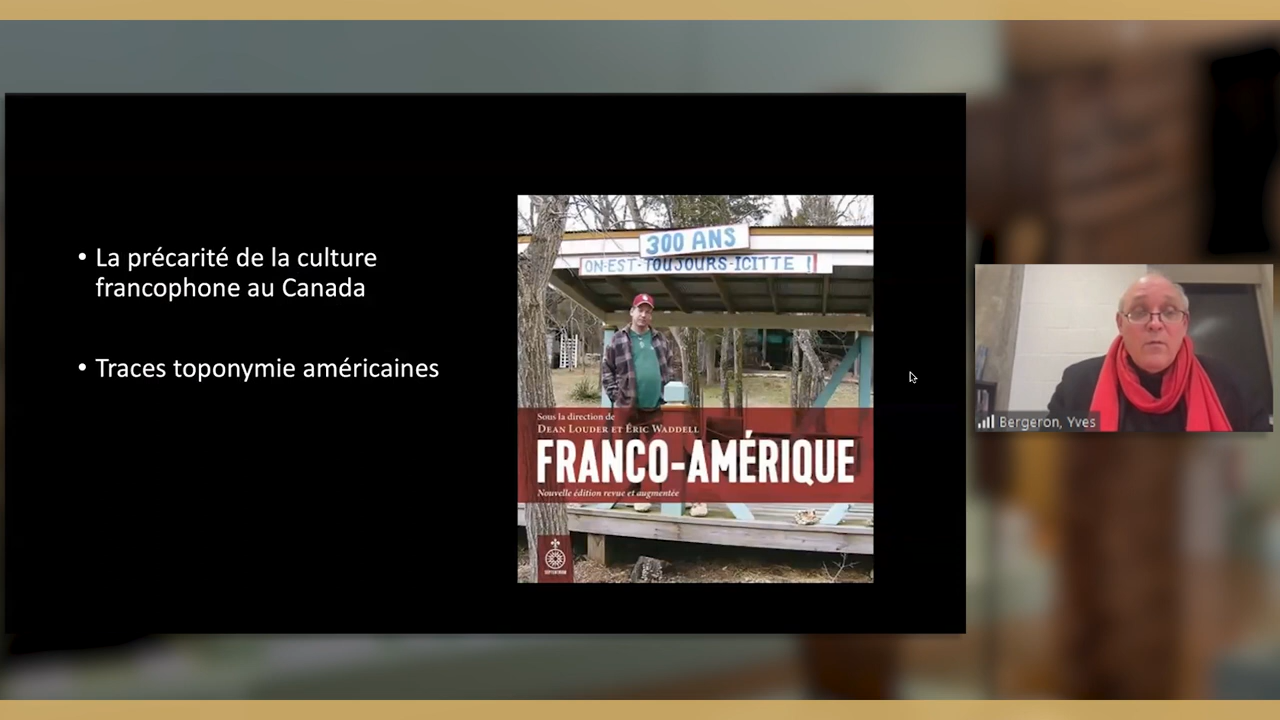 • La précarité de la culture
francophone au Canada
• Traces toponymie américaines
300 ANS
ON-EST-TOUJOURS-ICITTE !
Sous la direction de
DEAN LOUDER ET ÉRIC WADDELL
FRANCO-AMÉRIQUE
Nouvelle édition revue et augmentée
SEPTENTRION
Bergeron, Yves